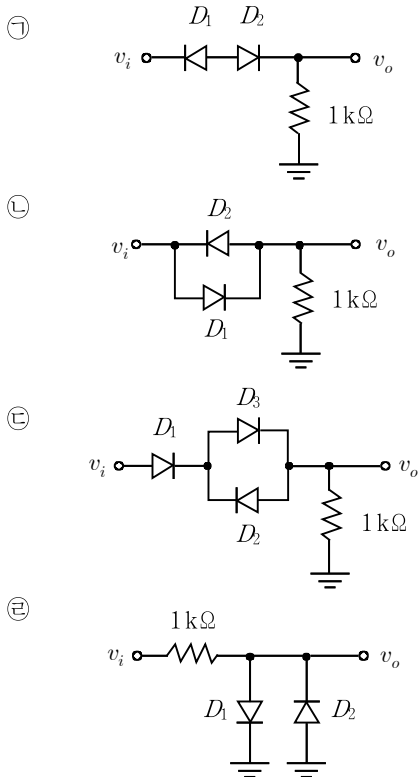 ㉠
D₁ D₂
vᵢ vₒ
1kΩ
㉡
D₂
vᵢ vₒ
1kΩ
D₁
㉢
D₃
D₁
vᵢ vₒ
1kΩ
D₂
㉣
1kΩ
vᵢ vₒ
D₁ D₂